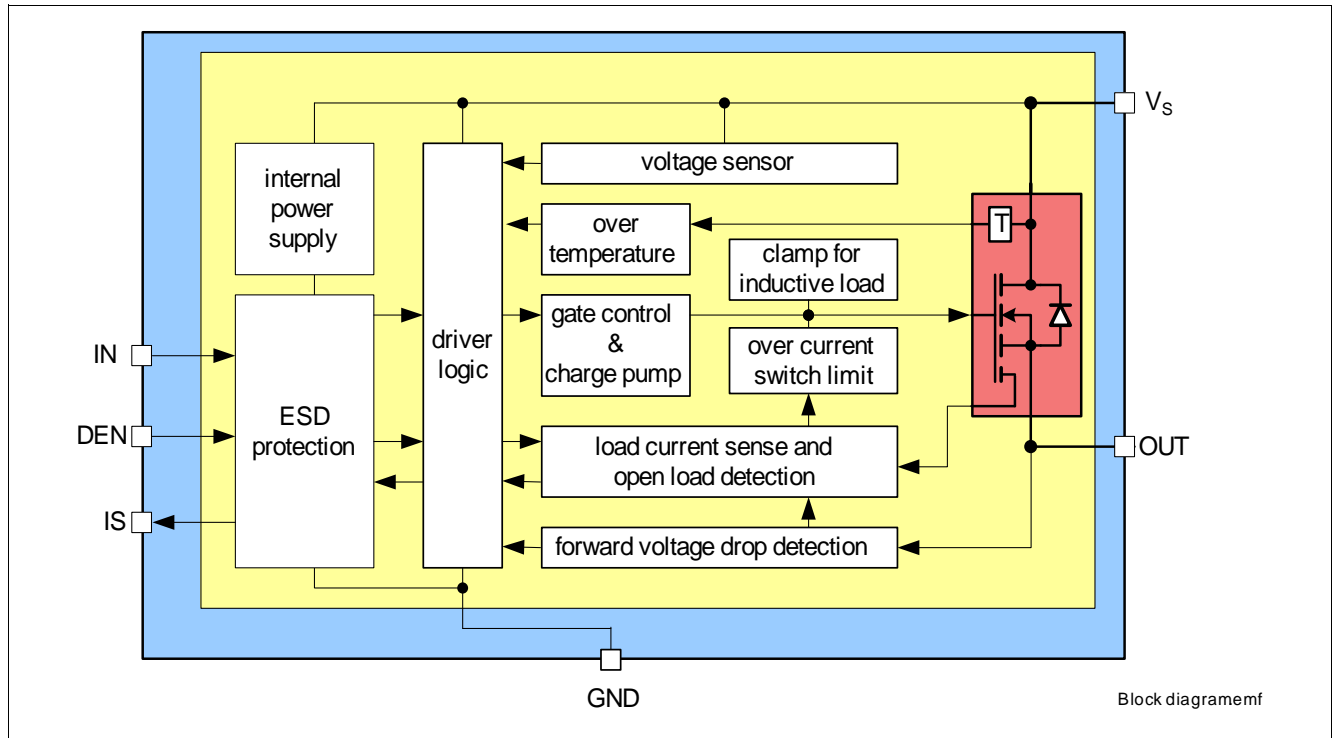 V_S
voltage sensor
internal
power
supply
T
over
temperature
clamp for
inductive load
gate control
&
charge pump
driver
logic
over current
switch limit
IN
ESD
protection
DEN
load current sense and
open load detection
OUT
IS
forward voltage drop detection
GND
Block diagramemf